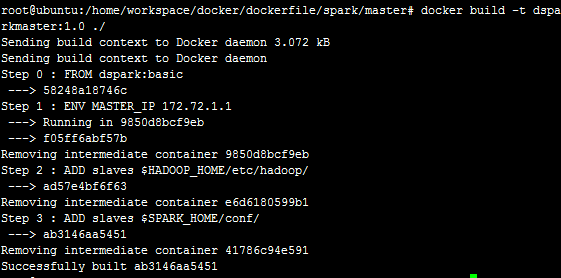 root@ubuntu:/home/workspace/docker/dockerfile/spark/master# docker build -t dspa
rkmaster:1.0 ./
Sending build context to Docker daemon 3.072 kB
Sending build context to Docker daemon
Step 0 : FROM dspark:basic
 ---> 58248a18746c
Step 1 : ENV MASTER_IP 172.72.1.1
 ---> Running in 9850d8bcf9eb
 ---> f05ff6abf57b
Removing intermediate container 9850d8bcf9eb
Step 2 : ADD slaves $HADOOP_HOME/etc/hadoop/
 ---> ad57e4bf6f63
Removing intermediate container e6d6180599b1
Step 3 : ADD slaves $SPARK_HOME/conf/
 ---> ab3146aa5451
Removing intermediate container 41786c94e591
Successfully built ab3146aa5451